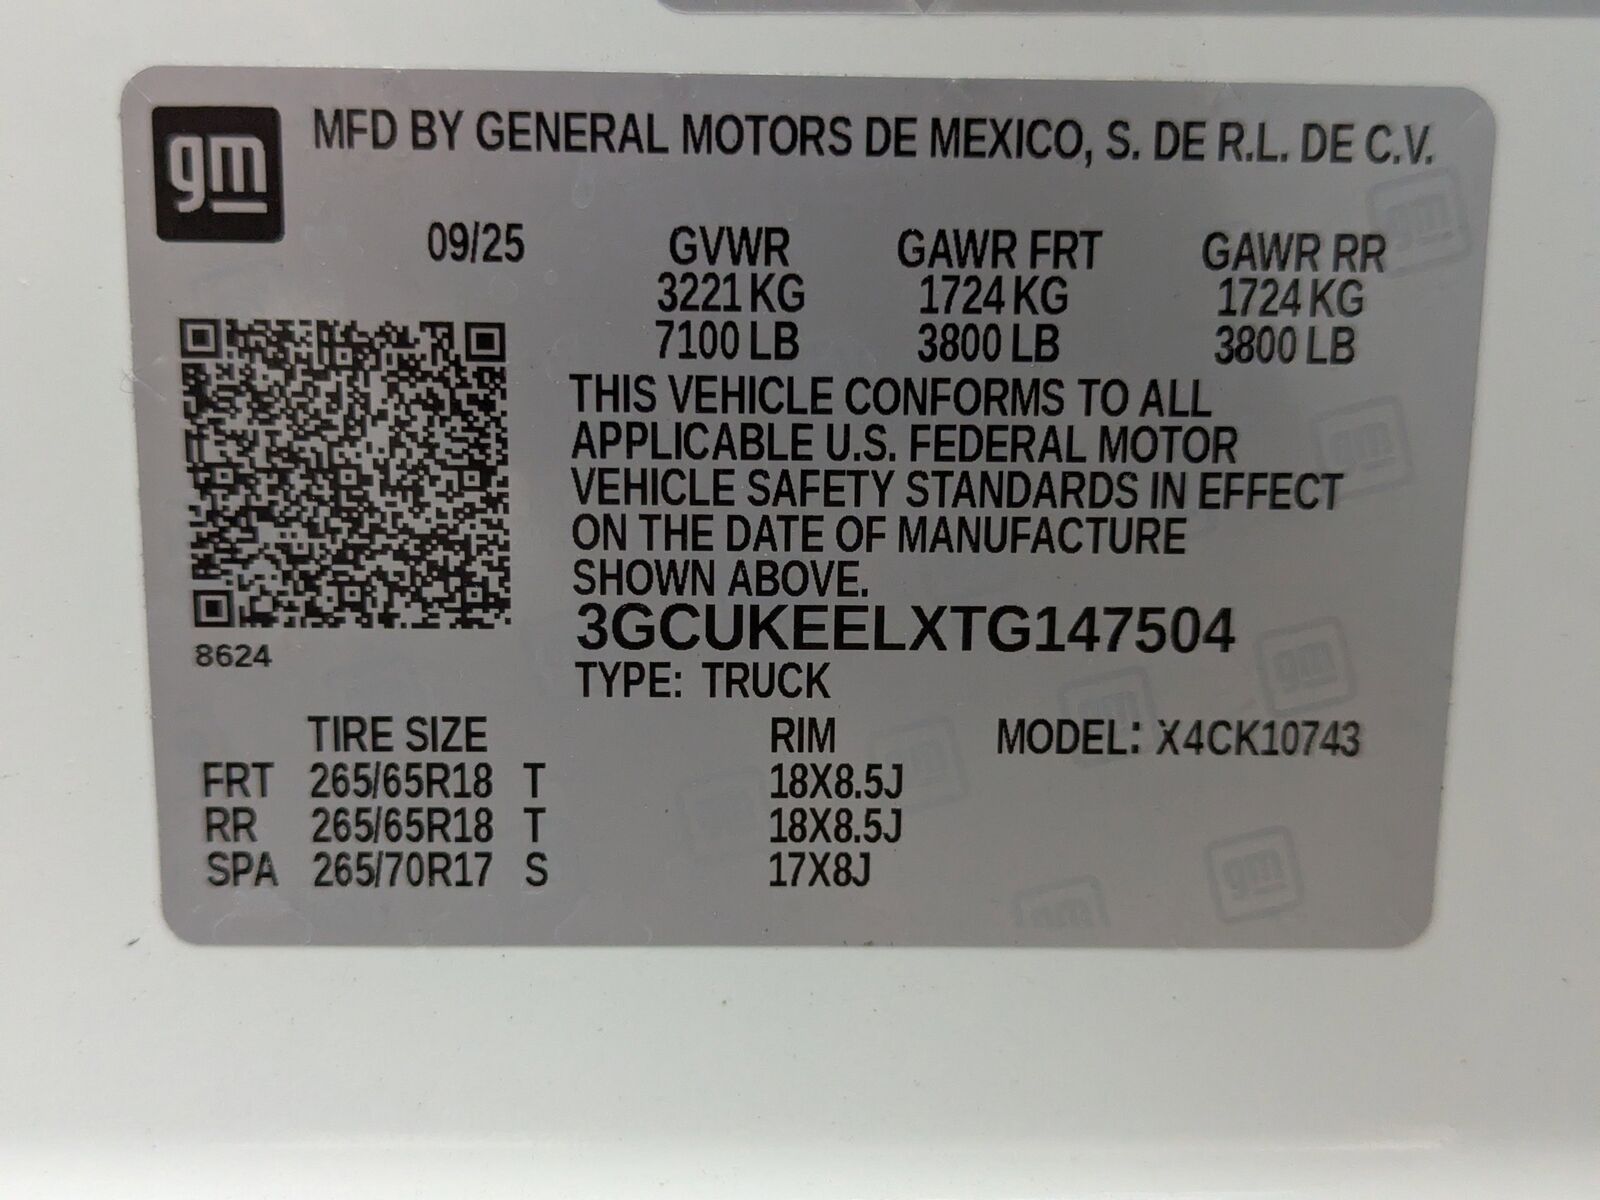 gm
MFD BY GENERAL MOTORS DE MEXICO, S. DE R.L. DE C.V.
09/25 GVWR GAWR FRT GAWR RR
3221 KG 1724 KG 1724 KG
7100 LB 3800 LB 3800 LB
THIS VEHICLE CONFORMS TO ALL
APPLICABLE U.S. FEDERAL MOTOR
VEHICLE SAFETY STANDARDS IN EFFECT
ON THE DATE OF MANUFACTURE
SHOWN ABOVE.
3GCUKEELXTG147504
8624
TYPE: TRUCK
TIRE SIZE RIM MODEL: X4CK10743
FRT 265/65R18 T 18X8.5J
RR 265/65R18 T 18X8.5J
SPA 265/70R17 S 17X8J